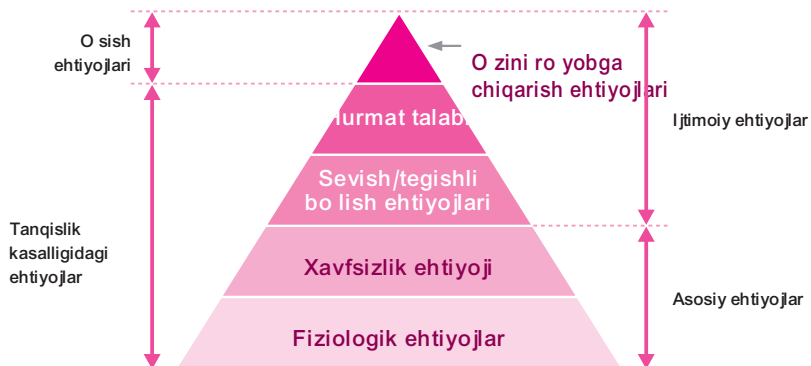 O sish
ehtiyojlari
O zini ro yobga
chiqarish ehtiyojlari
Hurmat talabi
Ijtimoiy ehtiyojlar
Sevish/tegishli
bo lish ehtiyojlari
Tanqislik
kasalligidagi
ehtiyojlar
Xavfsizlik ehtiyoji
Asosiy ehtiyojlar
Fiziologik ehtiyojlar